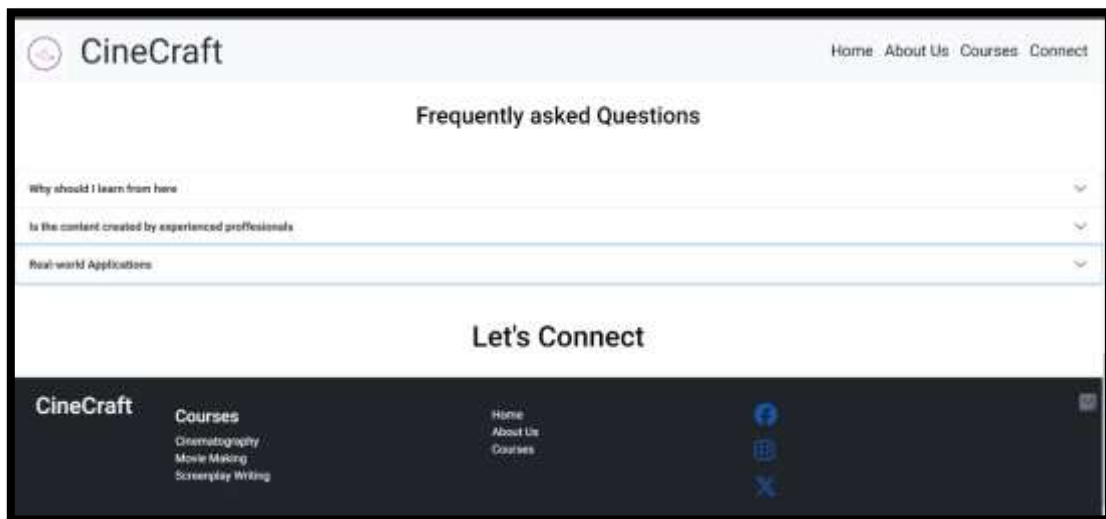 CineCraft
Home About Us Courses Connect
Frequently asked Questions
Why should I learn from here
Is the content created by experienced proffesionals
Real-world Applications
Let's Connect
CineCraft
Courses
Cinematography
Movie Making
Screenplay Writing
Home
About Us
Courses